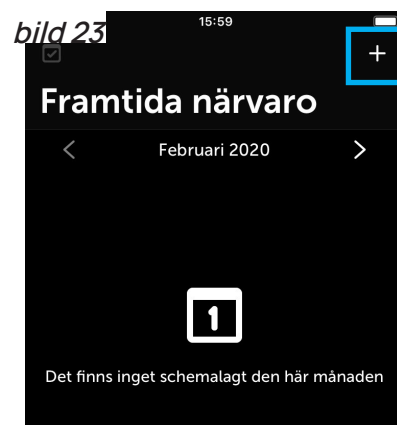 bild 23
15:59
Framtida närvaro
Februari 2020
1
Det finns inget schemalagt den här månaden